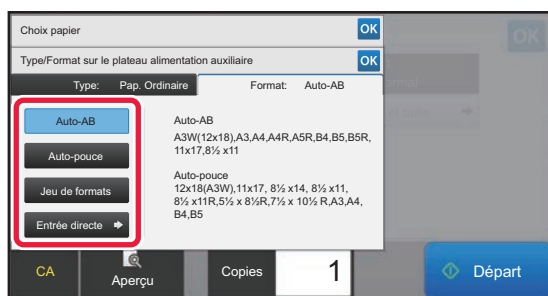 Choix papier
OK
Type/Format sur le plateau alimentation auxiliaire
OK
OK
Type: Pap. Ordinaire
Format: Auto-AB
Auto-AB
Auto-pouce
Jeu de formats
Entrée directe
Auto-AB
A3W(12x18),A3,A4,A4R,A5R,B4,B5,B5R,
11x17,8½ x11
Auto-pouce
12x18(A3W),11x17, 8½ x14, 8½ x11,
8½ x11R,5½ x 8½R,7½ x 10½ R,A3,A4,
B4,B5
CA
Aperçu
Copies
1
Départ